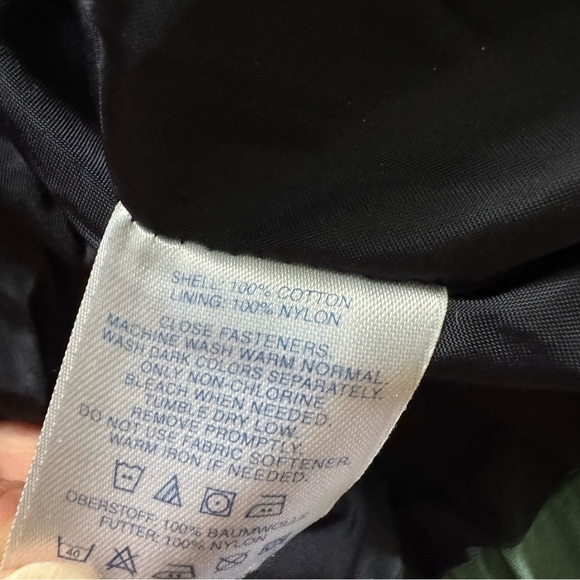 SHELL: 100% COTTON
LINING: 100% NYLON
CLOSE FASTENERS.
MACHINE WASH WARM NORMAL.
WASH DARK COLORS SEPARATELY.
ONLY NON-CHLORINE
BLEACH WHEN NEEDED.
TUMBLE DRY LOW.
REMOVE PROMPTLY.
DO NOT USE FABRIC SOFTENER.
WARM IRON IF NEEDED.
OBERSTOFF: 100% BAUMWOLLE
FUTTER: 100% NYLON
40